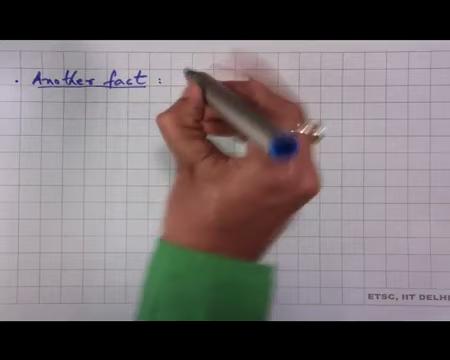 . Another fact :
ETSC, IIT DELHI